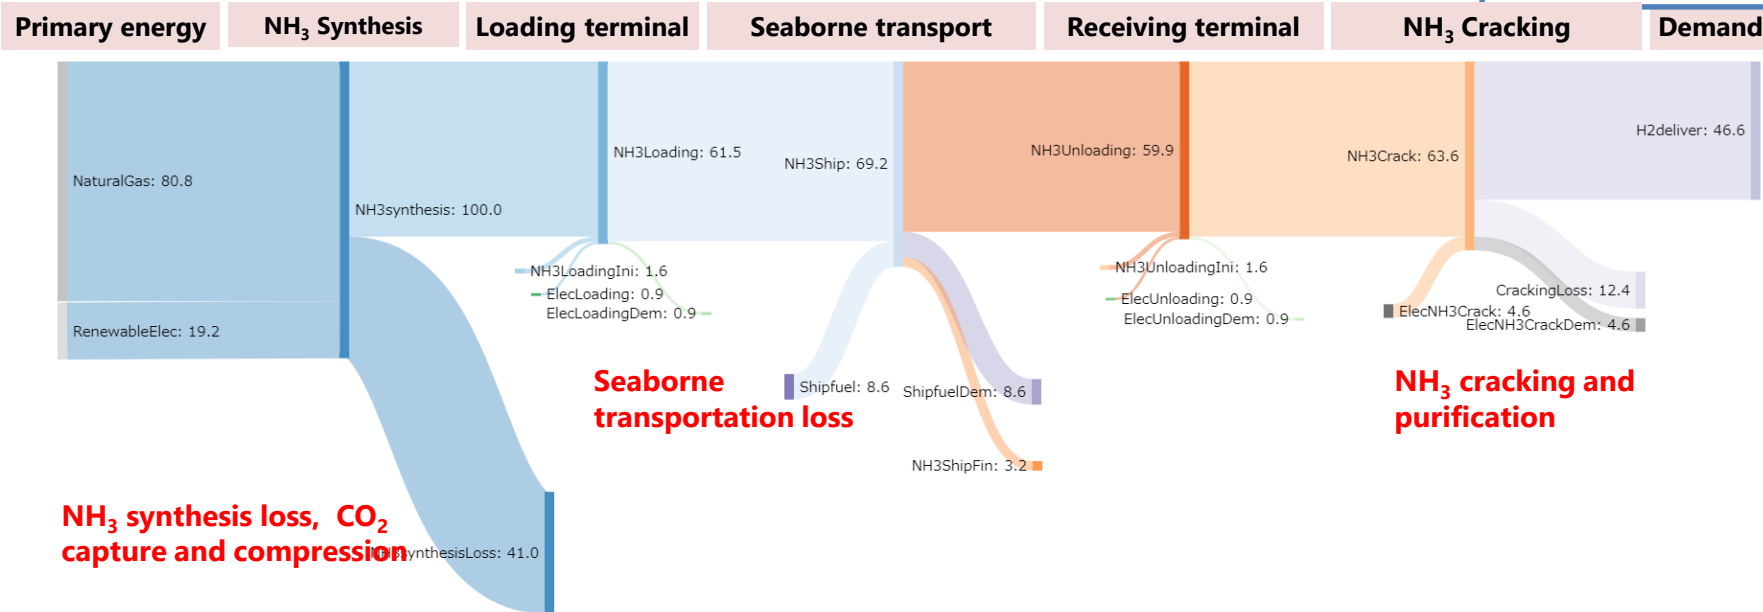 Primary energy
NH₃ Synthesis
Loading terminal
Seaborne transport
Receiving terminal
NH₃ Cracking
Demand
NaturalGas: 80.8
RenewableElec: 19.2
NH3synthesis: 100.0
NH3Loading: 61.5
NH3LoadingIni: 1.6
ElecLoading: 0.9
ElecLoadingDem: 0.9
NH3Ship: 69.2
Shipfuel: 8.6
ShipfuelDem: 8.6
NH3ShipFin: 3.2
NH3Unloading: 59.9
NH3UnloadingIni: 1.6
ElecUnloading: 0.9
ElecUnloadingDem: 0.9
NH3Crack: 63.6
H2deliver: 46.6
CrackingLoss: 12.4
ElecNH3Crack: 4.6
ElecNH3CrackDem: 4.6
Seaborne
transportation loss
NH₃ cracking and
purification
NH₃ synthesis loss, CO₂
capture and compression
NH3synthesisLoss: 41.0